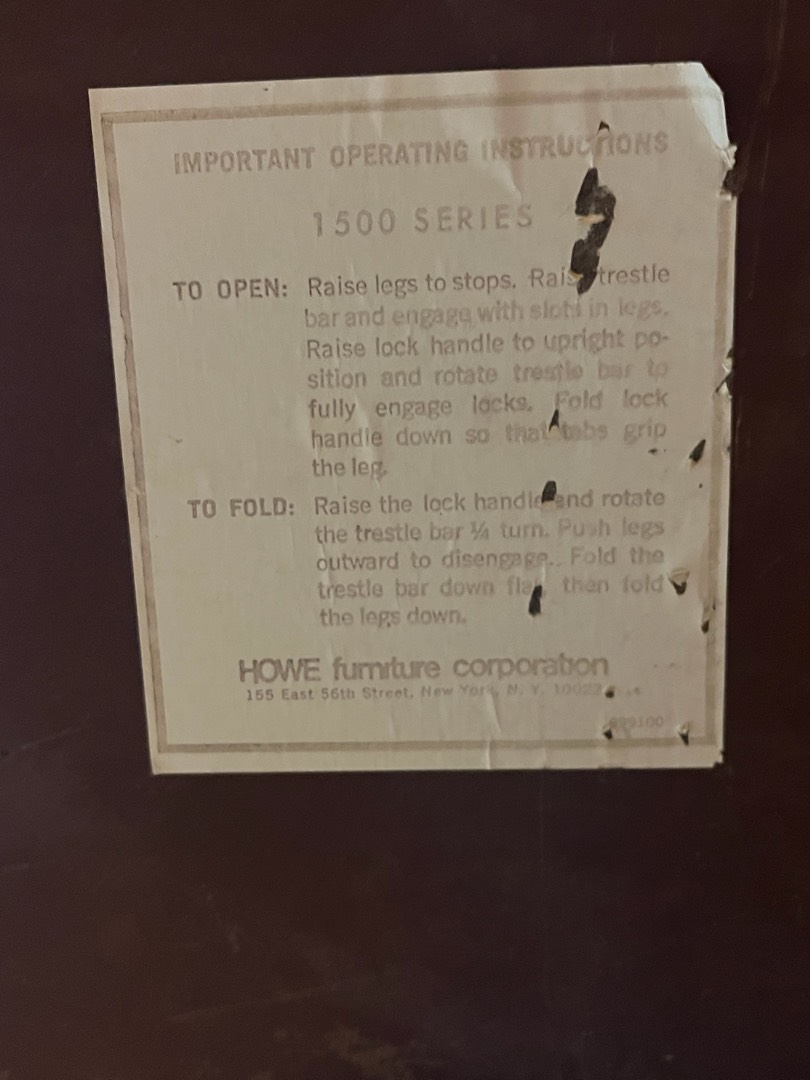 IMPORTANT OPERATING INSTRUCTIONS
1500 SERIES
TO OPEN: Raise legs to stops. Raise trestle
bar and engage with slots in legs.
Raise lock handle to upright po-
sition and rotate trestle bar to
fully engage locks. Fold lock
handle down so that tabs grip
the leg.
TO FOLD: Raise the lock handle and rotate
the trestle bar ¼ turn. Push legs
outward to disengage. Fold the
trestle bar down flat, then fold
the legs down.
HOWE furniture corporation
155 East 56th Street, New York, N. Y. 10022